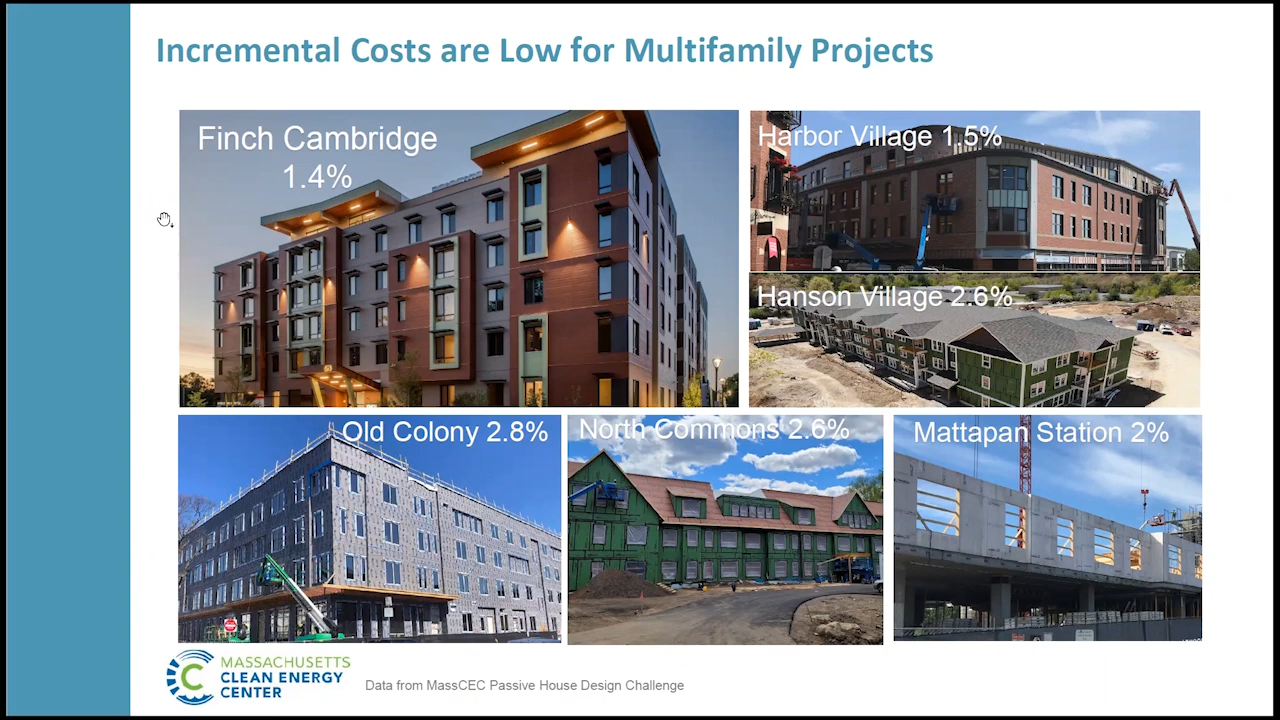 Incremental Costs are Low for Multifamily Projects
Finch Cambridge
1.4%
Harbor Village 1.5%
Hanson Village 2.6%
Old Colony 2.8%
North Commons 2.6%
Mattapan Station 2%
MASSACHUSETTS
CLEAN ENERGY
CENTER
Data from MassCEC Passive House Design Challenge